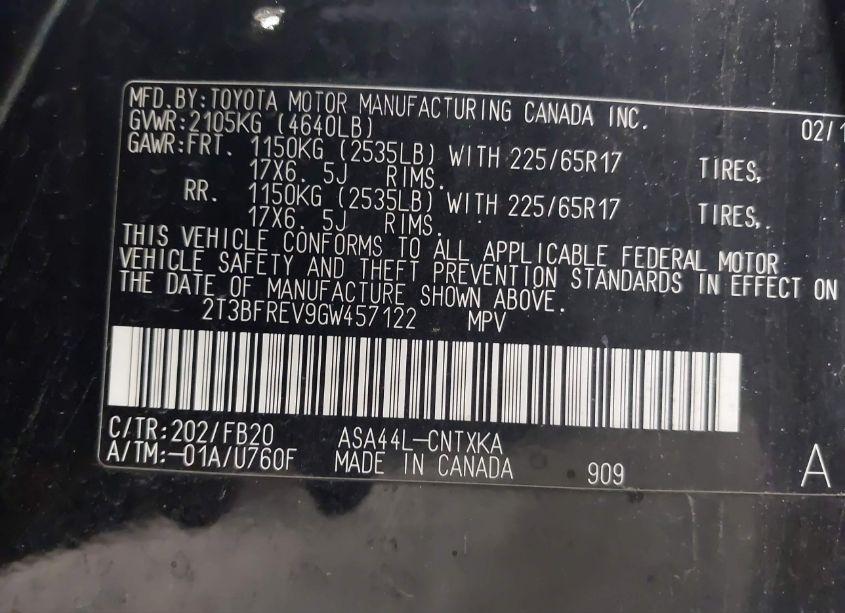 MFD.BY:TOYOTA MOTOR MANUFACTURING CANADA INC. 02/1
GVWR:2105KG (4640LB)
GAWR:FRT. 1150KG (2535LB) WITH 225/65R17 TIRES,
17X6. 5J RIMS.
RR. 1150KG (2535LB) WITH 225/65R17 TIRES,
17X6. 5J RIMS.
THIS VEHICLE CONFORMS TO ALL APPLICABLE FEDERAL MOTOR
VEHICLE SAFETY AND THEFT PREVENTION STANDARDS IN EFFECT ON
THE DATE OF MANUFACTURE SHOWN ABOVE.
2T3BFREV9GW457122 MPV
C/TR:202/FB20 ASA44L-CNTXKA
A/TM:-01A/U760F MADE IN CANADA 909 A